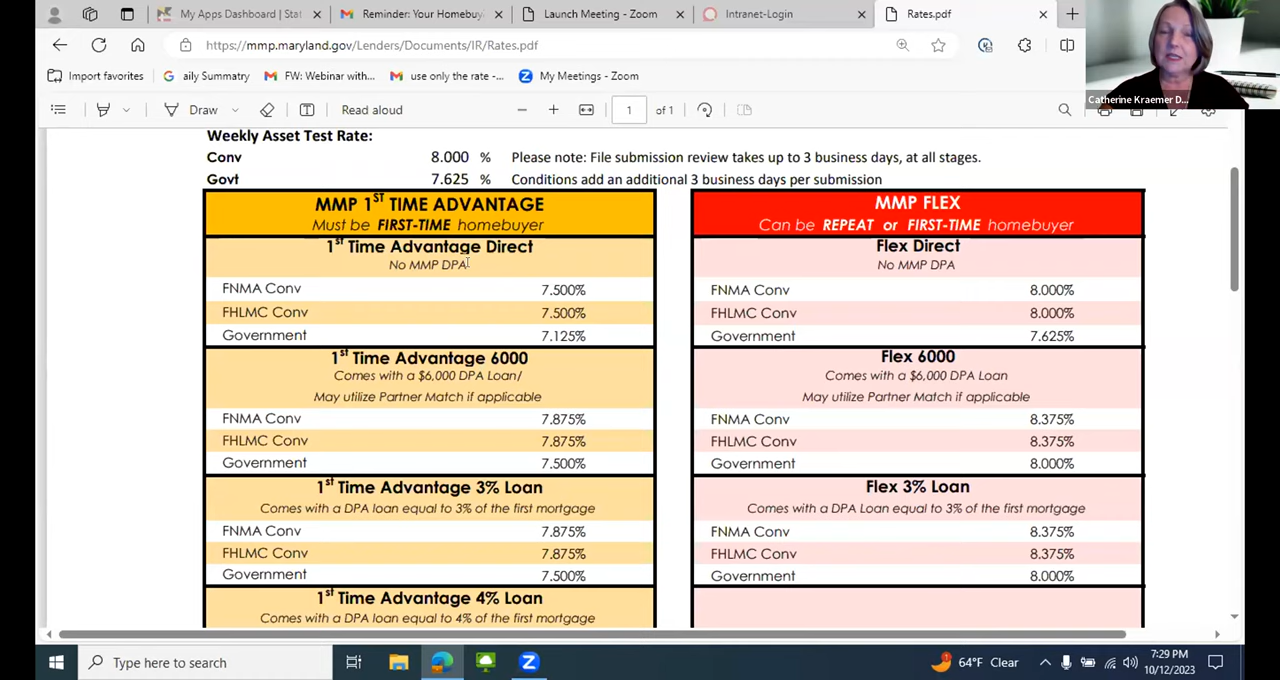 My Apps Dashboard | Stat
Reminder: Your Homebuy
Launch Meeting - Zoom
Intranet-Login
Rates.pdf
https://mmp.maryland.gov/Lenders/Documents/IR/Rates.pdf
Import favorites
aily Summatry
FW: Webinar with...
use only the rate -...
My Meetings - Zoom
Catherine Kraemer D...
Draw
Read aloud
1 of 1
Weekly Asset Test Rate:
Conv 8.000 % Please note: File submission review takes up to 3 business days, at all stages.
Govt 7.625 % Conditions add an additional 3 business days per submission
MMP 1ST TIME ADVANTAGE
Must be FIRST-TIME homebuyer
1st Time Advantage Direct
No MMP DPA
FNMA Conv 7.500%
FHLMC Conv 7.500%
Government 7.125%
1st Time Advantage 6000
Comes with a $6,000 DPA Loan/
May utilize Partner Match if applicable
FNMA Conv 7.875%
FHLMC Conv 7.875%
Government 7.500%
1st Time Advantage 3% Loan
Comes with a DPA loan equal to 3% of the first mortgage
FNMA Conv 7.875%
FHLMC Conv 7.875%
Government 7.500%
1st Time Advantage 4% Loan
Comes with a DPA loan equal to 4% of the first mortgage
MMP FLEX
Can be REPEAT or FIRST-TIME homebuyer
Flex Direct
No MMP DPA
FNMA Conv 8.000%
FHLMC Conv 8.000%
Government 7.625%
Flex 6000
Comes with a $6,000 DPA Loan
May utilize Partner Match if applicable
FNMA Conv 8.375%
FHLMC Conv 8.375%
Government 8.000%
Flex 3% Loan
Comes with a DPA Loan equal to 3% of the first mortgage
FNMA Conv 8.375%
FHLMC Conv 8.375%
Government 8.000%
Type here to search
64°F Clear
7:29 PM
10/12/2023